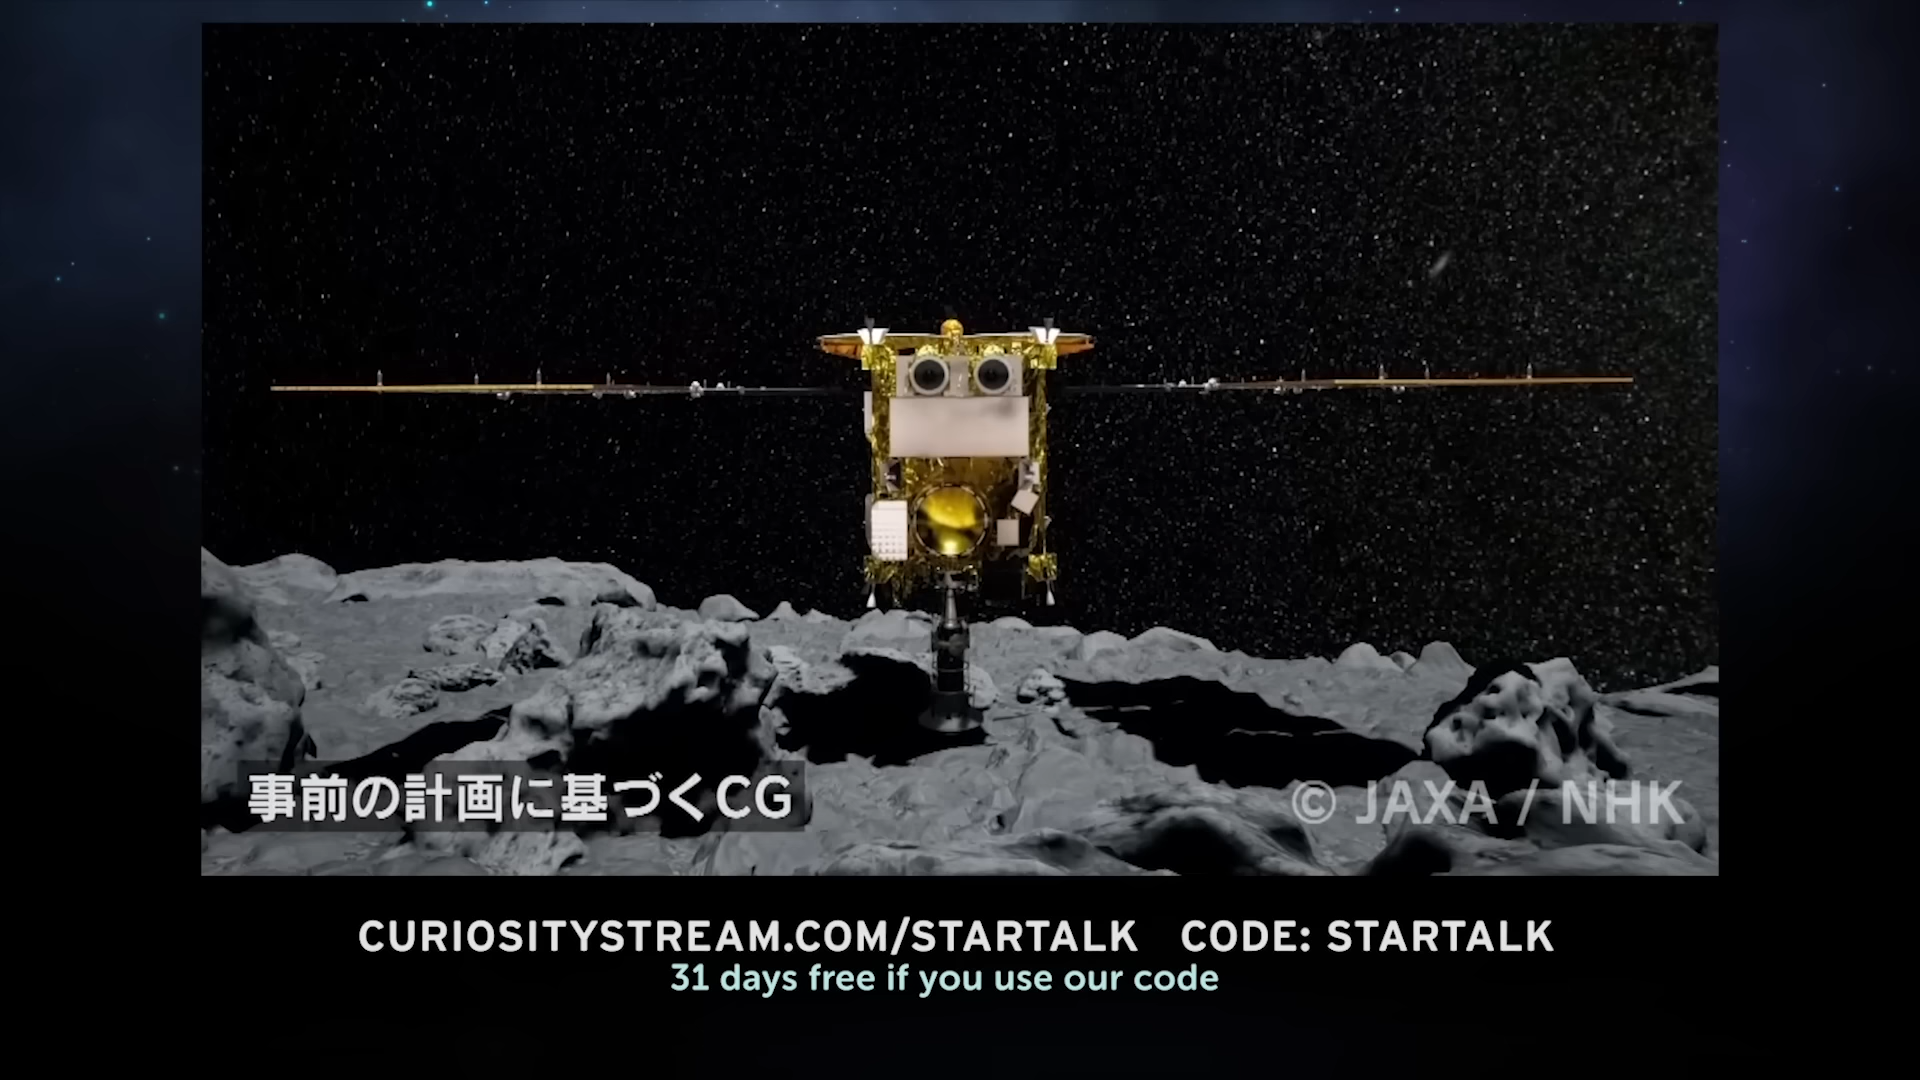 事前の計画に基づくCG
© JAXA / NHK
CURIOSITYSTREAM.COM/STARTALK CODE: STARTALK
31 days free if you use our code